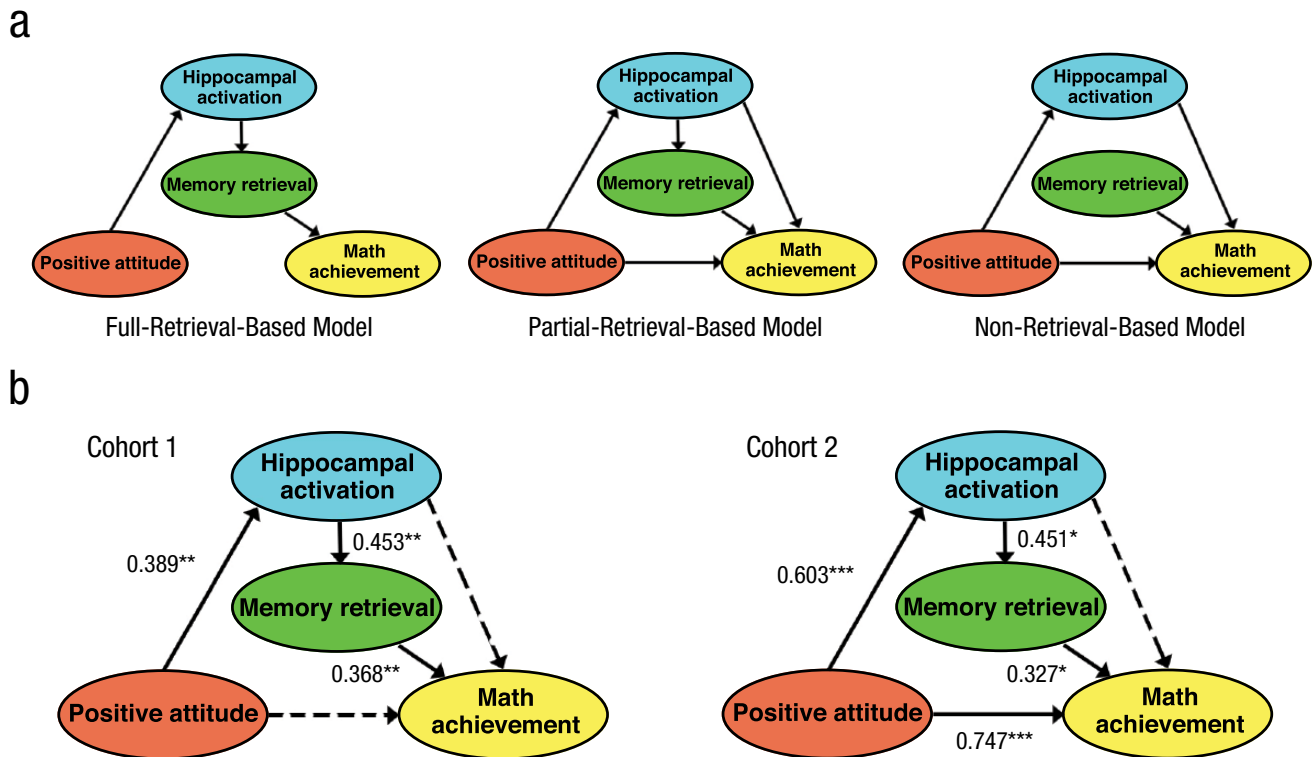 a
Hippocampal
activation
Memory retrieval
Positive attitude
Math
achievement
Full-Retrieval-Based Model
Hippocampal
activation
Memory retrieval
Positive attitude
Math
achievement
Partial-Retrieval-Based Model
Hippocampal
activation
Memory retrieval
Positive attitude
Math
achievement
Non-Retrieval-Based Model
b
Cohort 1
Hippocampal
activation
0.389**
0.453**
Memory retrieval
0.368**
Positive attitude
Math
achievement
Cohort 2
Hippocampal
activation
0.603***
0.451*
Memory retrieval
0.327*
Positive attitude
Math
achievement
0.747***